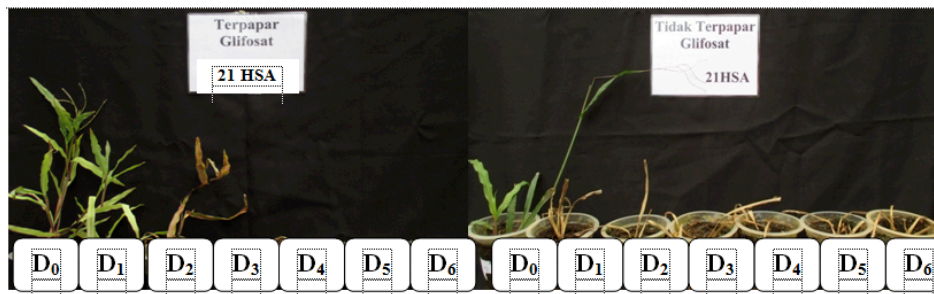 Terpapar
Glifosat
21 HSA
Tidak Terpapar
Glifosat
21HSA
D₀ D₁ D₂ D₃ D₄ D₅ D₆ D₀ D₁ D₂ D₃ D₄ D₅ D₆